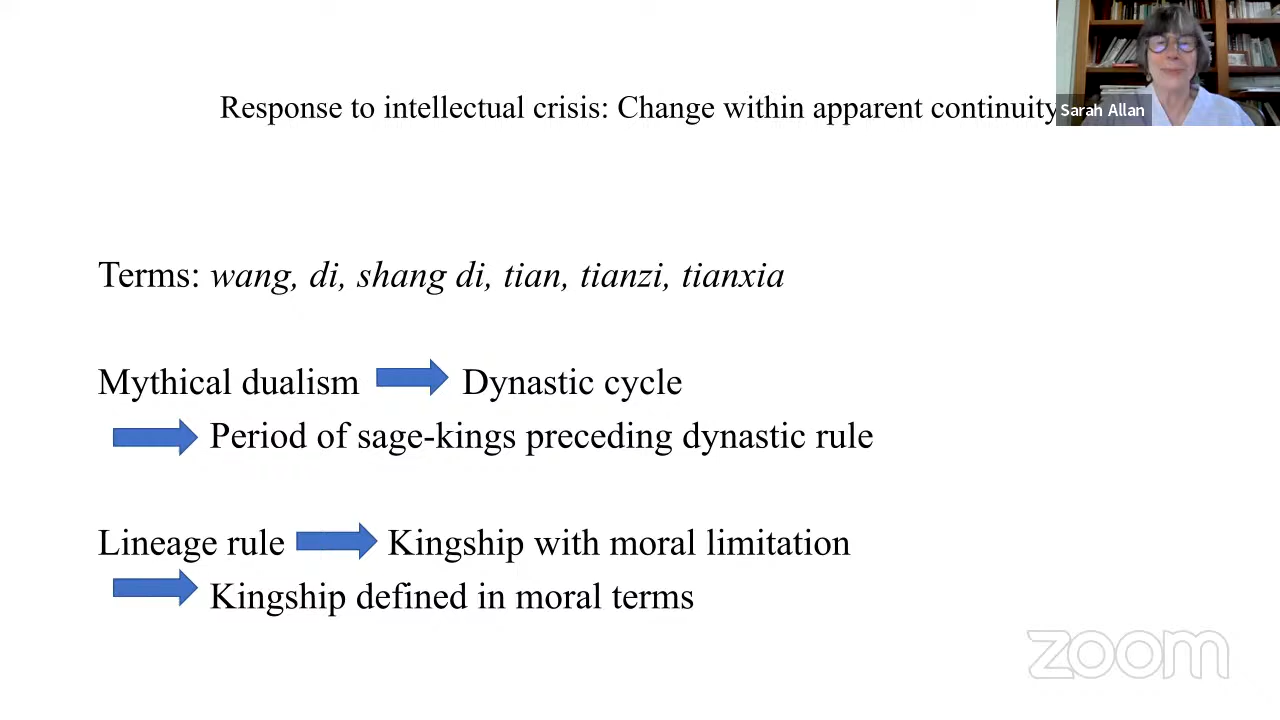 Response to intellectual crisis: Change within apparent continuity
Sarah Allan
Terms: wang, di, shang di, tian, tianzi, tianxia
Mythical dualism Dynastic cycle
Period of sage-kings preceding dynastic rule
Lineage rule Kingship with moral limitation
Kingship defined in moral terms
zoom